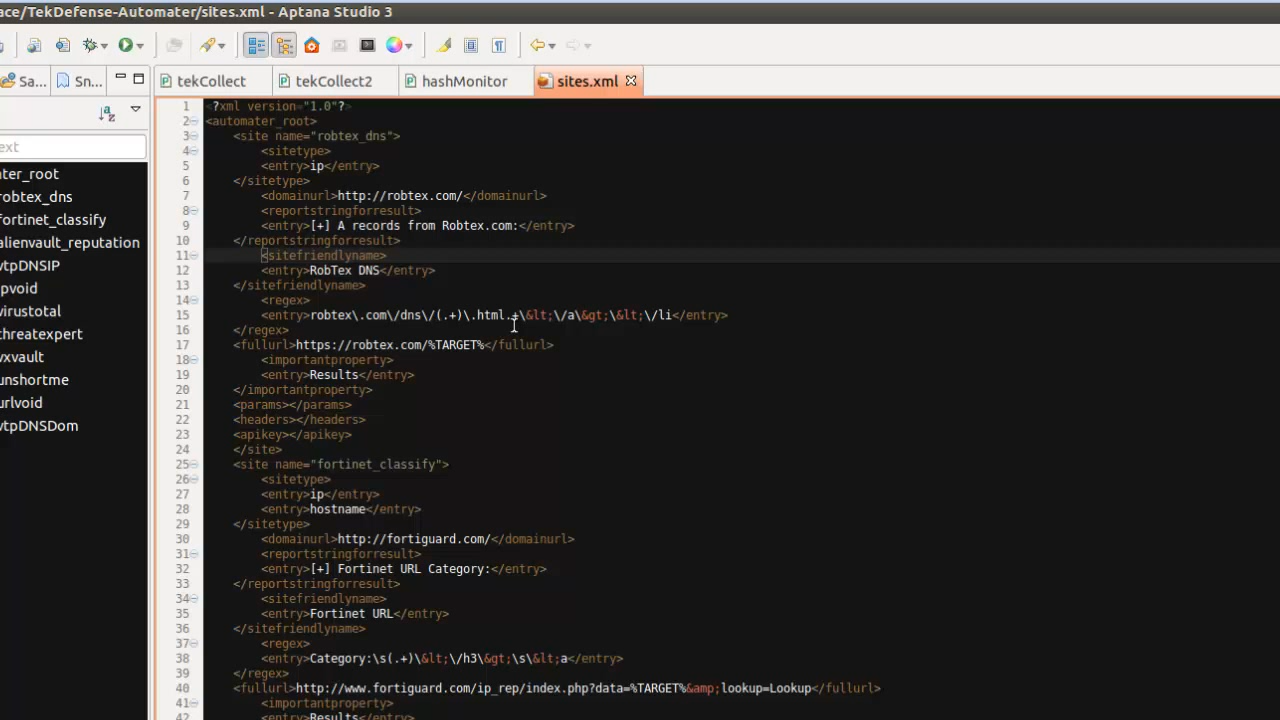 ace/TekDefense-Automater/sites.xml - Aptana Studio 3
Sa... Sn... tekCollect tekCollect2 hashMonitor sites.xml
ext
ater_root
robtex_dns
fortinet_classify
alienvault_reputation
vtpDNSIP
ipvoid
virustotal
threatexpert
vxvault
unshortme
urlvoid
vtpDNSDom
1 <?xml version="1.0"?>
2 <automater_root>
3 <site name="robtex_dns">
4 <sitetype>
5 <entry>ip</entry>
6 </sitetype>
7 <domainurl>http://robtex.com/</domainurl>
8 <reportstringforresult>
9 <entry>[+] A records from Robtex.com:</entry>
10 </reportstringforresult>
11 <sitefriendlyname>
12 <entry>RobTex DNS</entry>
13 </sitefriendlyname>
14 <regex>
15 <entry>robtex\.com\/dns\/(.+)\.html.+\&lt;\/a\&gt;\&lt;\/li</entry>
16 </regex>
17 <fullurl>https://robtex.com/%TARGET%</fullurl>
18 <importantproperty>
19 <entry>Results</entry>
20 </importantproperty>
21 <params></params>
22 <headers></headers>
23 <apikey></apikey>
24 </site>
25 <site name="fortinet_classify">
26 <sitetype>
27 <entry>ip</entry>
28 <entry>hostname</entry>
29 </sitetype>
30 <domainurl>http://fortiguard.com/</domainurl>
31 <reportstringforresult>
32 <entry>[+] Fortinet URL Category:</entry>
33 </reportstringforresult>
34 <sitefriendlyname>
35 <entry>Fortinet URL</entry>
36 </sitefriendlyname>
37 <regex>
38 <entry>Category:\s(.+)\&lt;\/h3\&gt;\s\&lt;a</entry>
39 </regex>
40 <fullurl>http://www.fortiguard.com/ip_rep/index.php?data=%TARGET%&amp;lookup=Lookup</fullurl>
41 <importantproperty>
42 <entry>Results</entry>